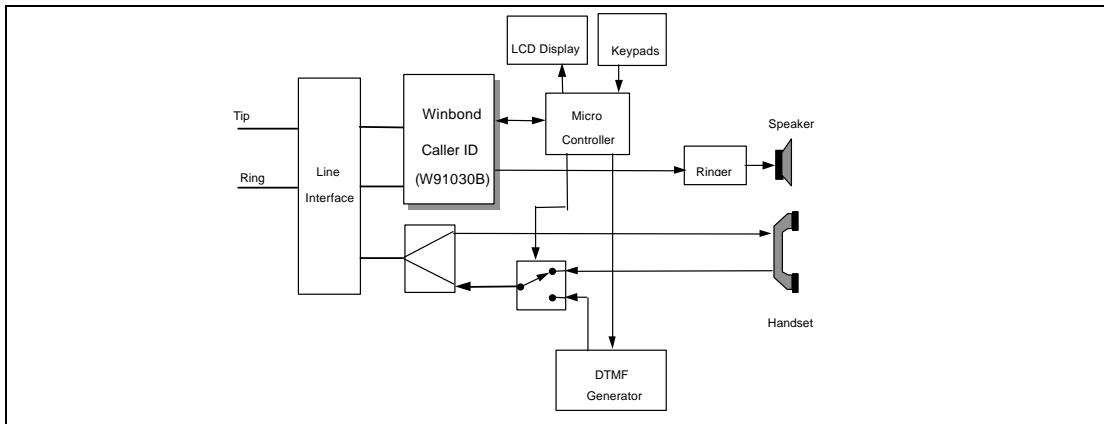 LCD Display
Keypads
Tip
Ring
Line
Interface
Winbond
Caller ID
(W91030B)
Micro
Controller
Ringer
Speaker
Handset
DTMF
Generator